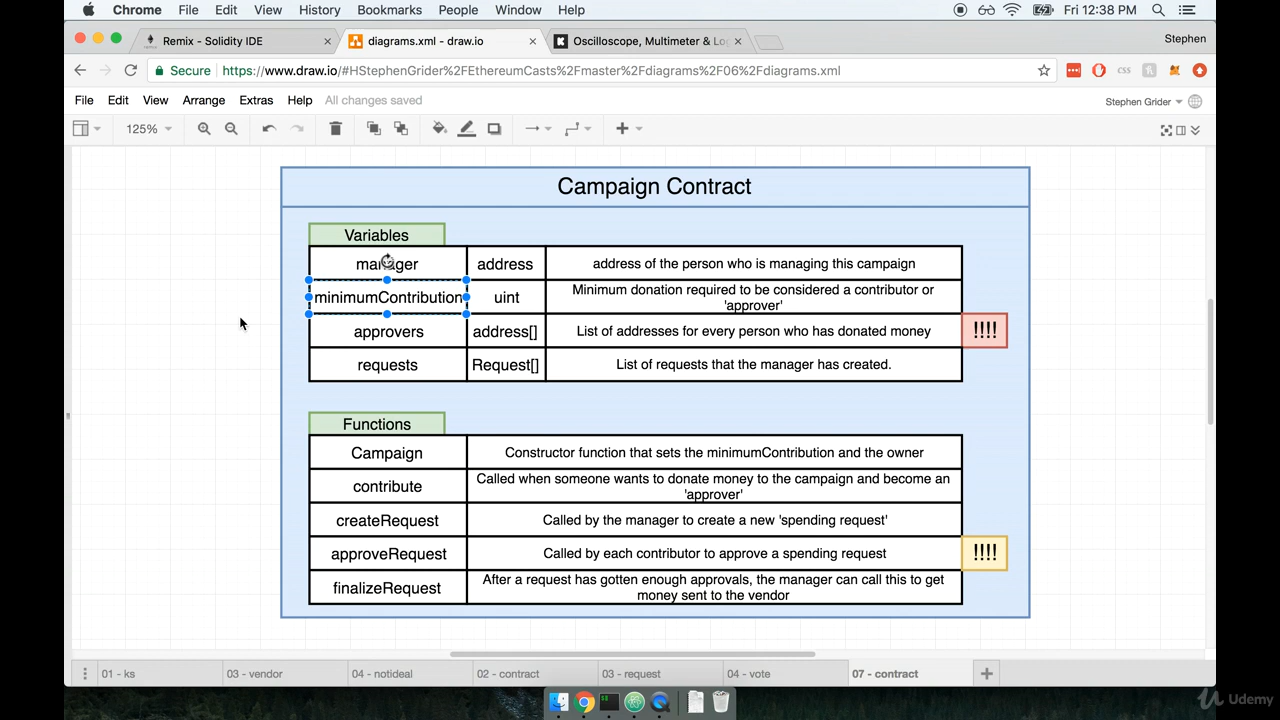 Chrome File Edit View History Bookmarks People Window Help Fri 12:38 PM
Remix - Solidity IDE diagrams.xml - draw.io Oscilloscope, Multimeter & Lo Stephen
Secure https://www.draw.io/#HStephenGrider%2FEthereumCasts%2Fmaster%2Fdiagrams%2F06%2Fdiagrams.xml CSS
File Edit View Arrange Extras Help All changes saved Stephen Grider
125%
Campaign Contract
Variables
manager address address of the person who is managing this campaign
minimumContribution uint Minimum donation required to be considered a contributor or
'approver'
approvers address[] List of addresses for every person who has donated money !!!!
requests Request[] List of requests that the manager has created.
Functions
Campaign Constructor function that sets the minimumContribution and the owner
contribute Called when someone wants to donate money to the campaign and become an
'approver'
createRequest Called by the manager to create a new 'spending request'
approveRequest Called by each contributor to approve a spending request !!!!
finalizeRequest After a request has gotten enough approvals, the manager can call this to get
money sent to the vendor
01 - ks 03 - vendor 04 - notideal 02 - contract 03 - request 04 - vote 07 - contract
Udemy